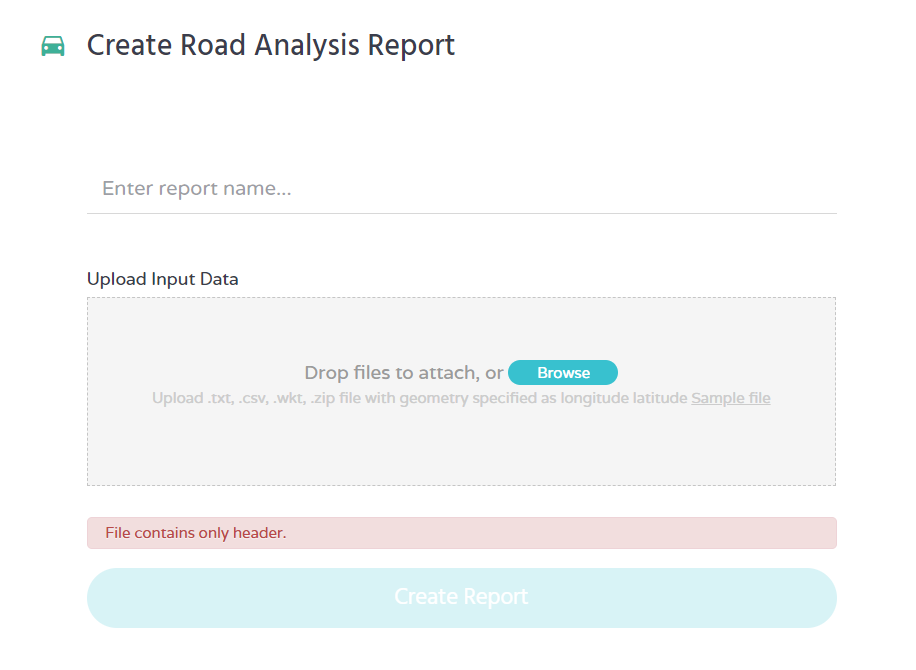 Create Road Analysis Report
Enter report name...
Upload Input Data
Drop files to attach, or Browse
Upload .txt, .csv, .wkt, .zip file with geometry specified as longitude latitude Sample file
File contains only header.
Create Report